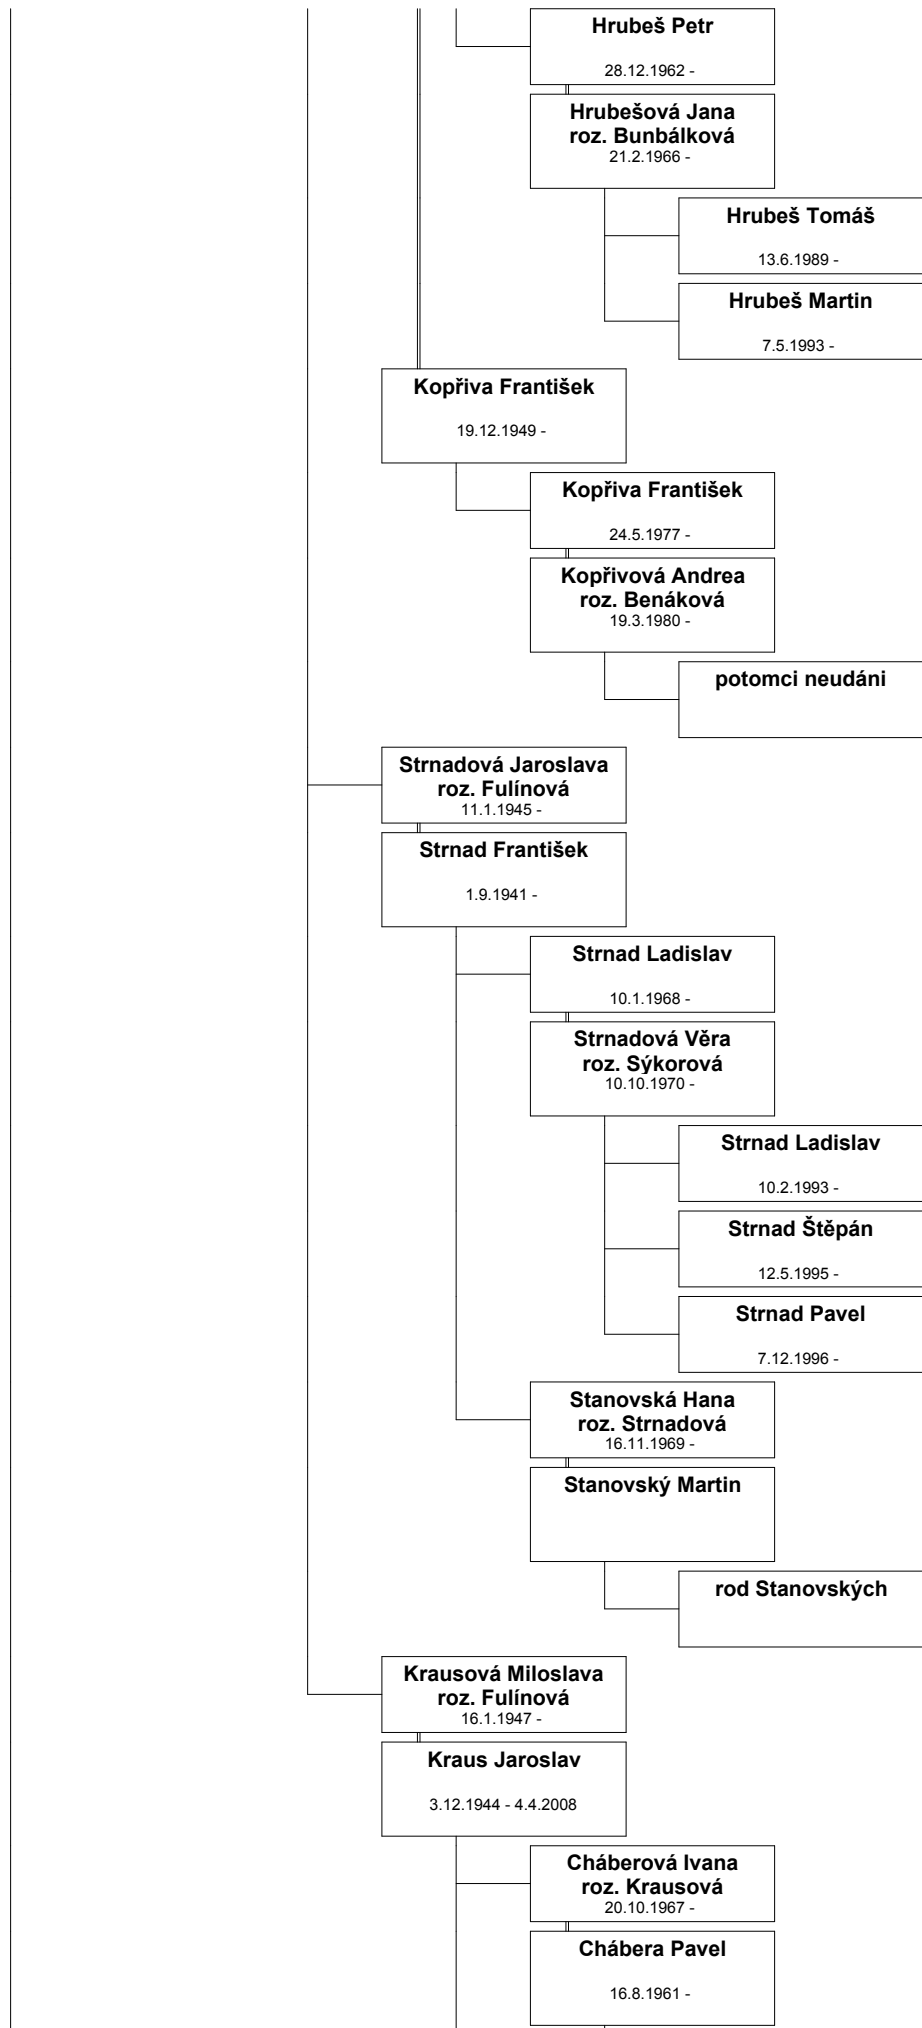 Hrubeš Petr
28.12.1962 -
Hrubešová Jana
roz. Bunbálková
21.2.1966 -
Hrubeš Tomáš
13.6.1989 -
Hrubeš Martin
7.5.1993 -
Kopřiva František
19.12.1949 -
Kopřiva František
24.5.1977 -
Kopřivová Andrea
roz. Benáková
19.3.1980 -
potomci neudáni
Strnadová Jaroslava
roz. Fulínová
11.1.1945 -
Strnad František
1.9.1941 -
Strnad Ladislav
10.1.1968 -
Strnadová Věra
roz. Sýkorová
10.10.1970 -
Strnad Ladislav
10.2.1993 -
Strnad Štěpán
12.5.1995 -
Strnad Pavel
7.12.1996 -
Stanovská Hana
roz. Strnadová
16.11.1969 -
Stanovský Martin
rod Stanovských
Krausová Miloslava
roz. Fulínová
16.1.1947 -
Kraus Jaroslav
3.12.1944 - 4.4.2008
Cháberová Ivana
roz. Krausová
20.10.1967 -
Chábera Pavel
16.8.1961 -